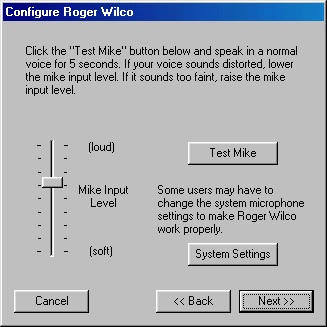 Configure Roger Wilco
Click the "Test Mike" button below and speak in a normal
voice for 5 seconds. If your voice sounds distorted, lower
the mike input level. If it sounds too faint, raise the mike
input level.
(loud)
Mike Input
Level
(soft)
Test Mike
Some users may have to
change the system microphone
settings to make Roger Wilco
work properly.
System Settings
Cancel
<< Back
Next >>